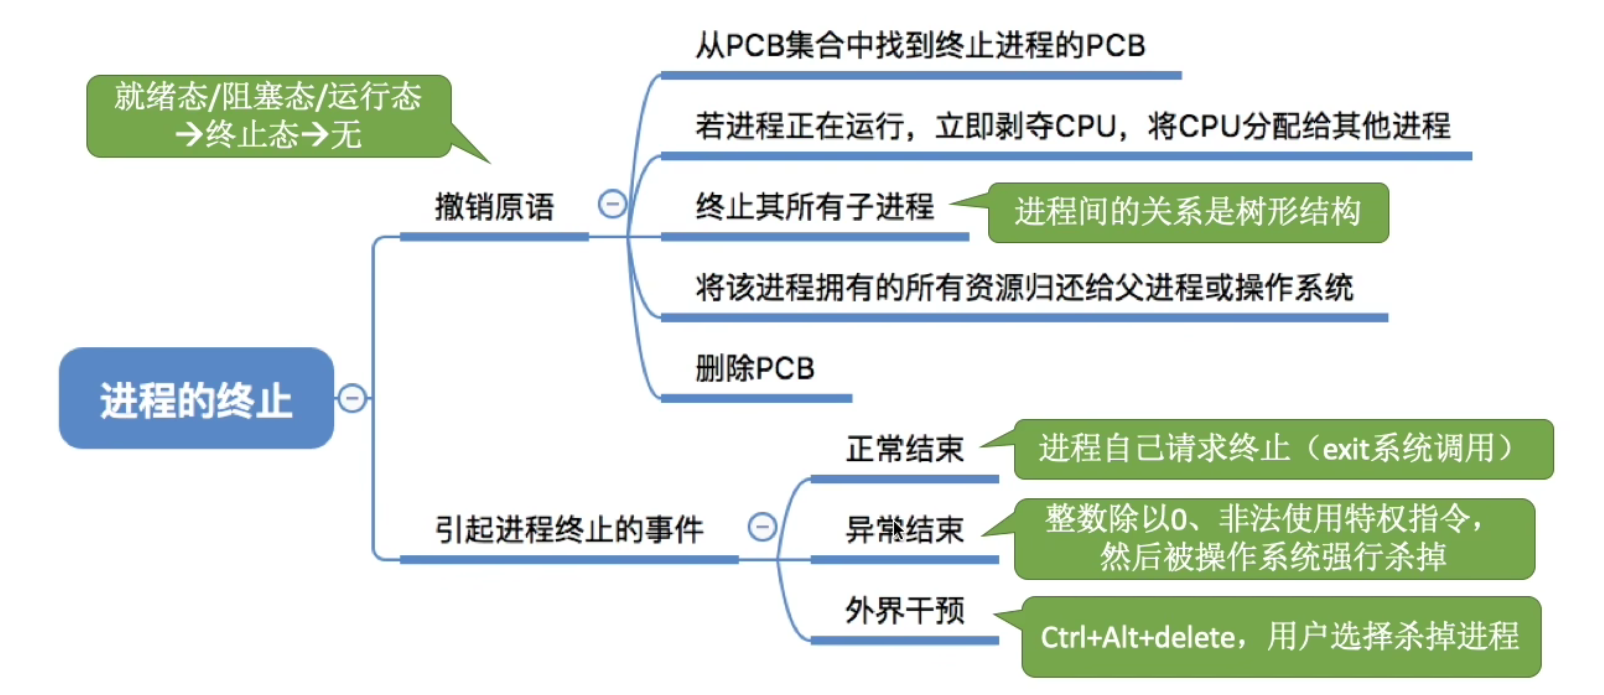 从PCB集合中找到终止进程的PCB
就绪态/阻塞态/运行态
→终止态→无
若进程正在运行，立即剥夺CPU，将CPU分配给其他进程
撤销原语
终止其所有子进程
进程间的关系是树形结构
将该进程拥有的所有资源归还给父进程或操作系统
删除PCB
进程的终止
正常结束
进程自己请求终止（exit系统调用）
引起进程终止的事件
异常结束
整数除以0、非法使用特权指令，
然后被操作系统强行杀掉
外界干预
Ctrl+Alt+delete，用户选择杀掉进程